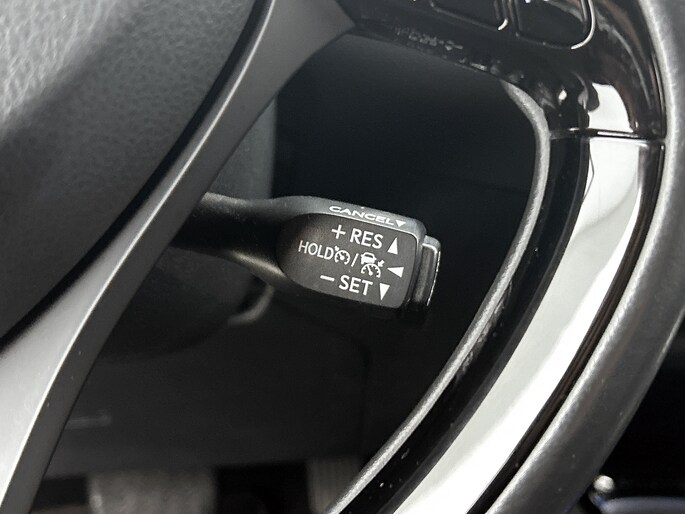 CANCEL▼
+ RES ▲
HOLD / ◀
− SET ▼